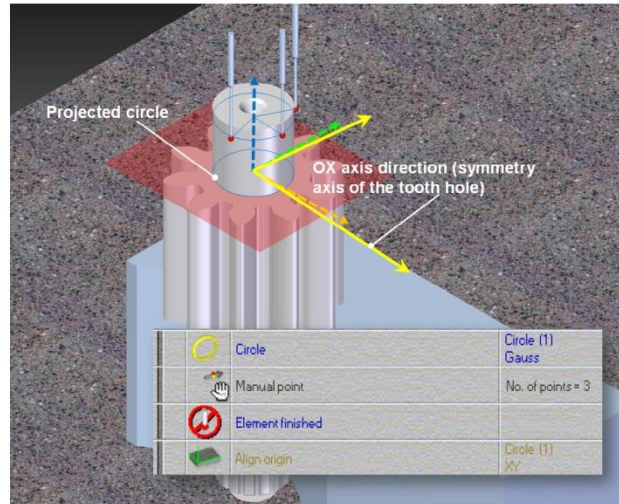 Projected circle
OX axis direction (symmetry
axis of the tooth hole)
Circle
Circle (1)
Gauss
Manual point
No. of points = 3
Element finished
Align origin
Circle (1)
XY